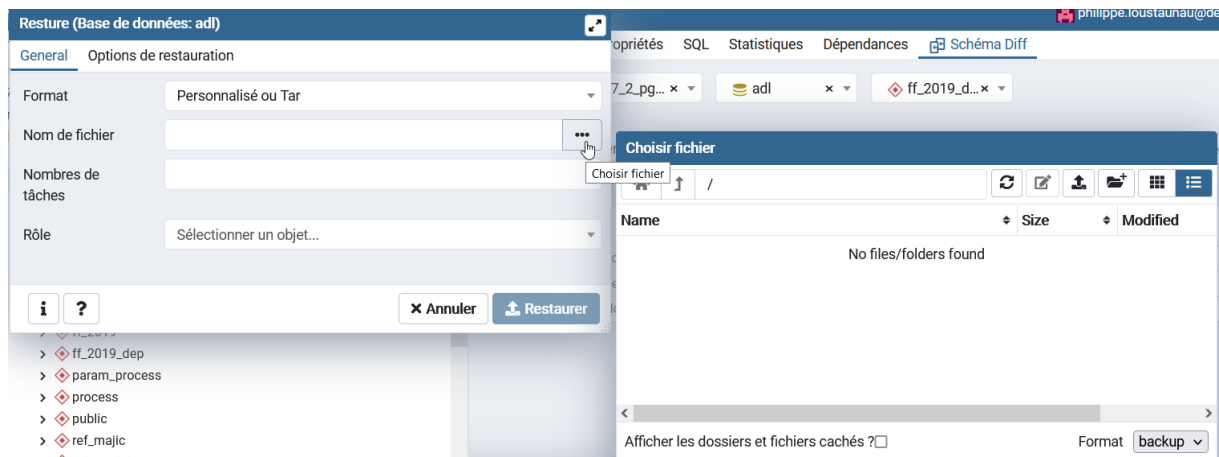 Resture (Base de données: adl)
philippe.loustaunau@de
General Options de restauration
opriétés SQL Statistiques Dépendances Schéma Diff
Format Personnalisé ou Tar
7_2_pg... × adl × ff_2019_d... ×
Nom de fichier ...
Choisir fichier
Choisir fichier
Nombres de
tâches
/
Name Size Modified
Rôle Sélectionner un objet...
No files/folders found
i ? × Annuler Restaurer
ff_2019
ff_2019_dep
param_process
process
public
ref_majic
Afficher les dossiers et fichiers cachés ? Format backup